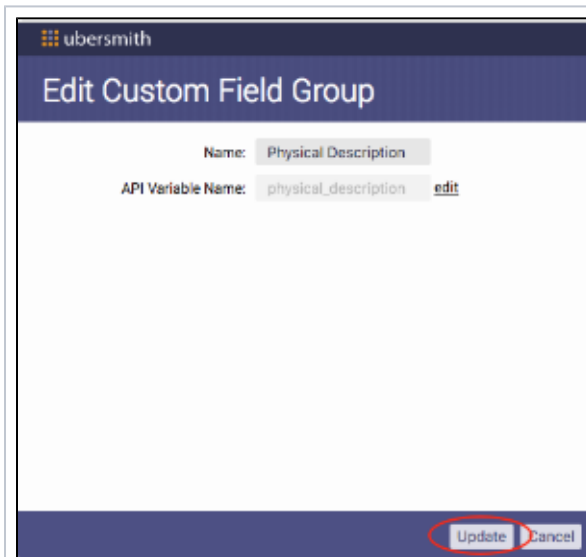 ubersmith
Edit Custom Field Group
Name: Physical Description
API Variable Name: physical_description edit
Update Cancel